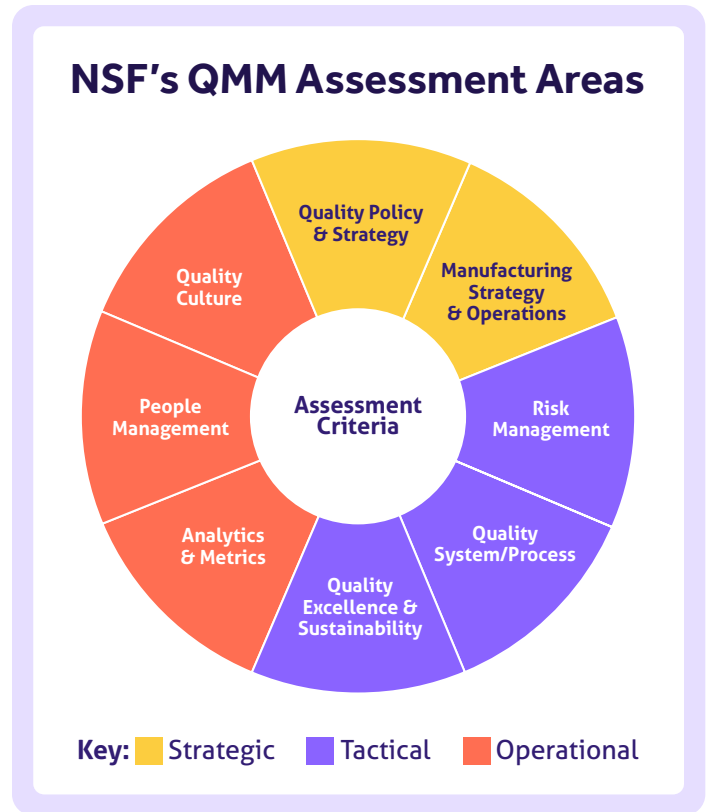 NSF's QMM Assessment Areas
Quality Policy
& Strategy
Manufacturing
Strategy
& Operations
Risk
Management
Quality
System/Process
Quality
Excellence &
Sustainability
Analytics
& Metrics
People
Management
Quality
Culture
Assessment
Criteria
Key: Strategic Tactical Operational